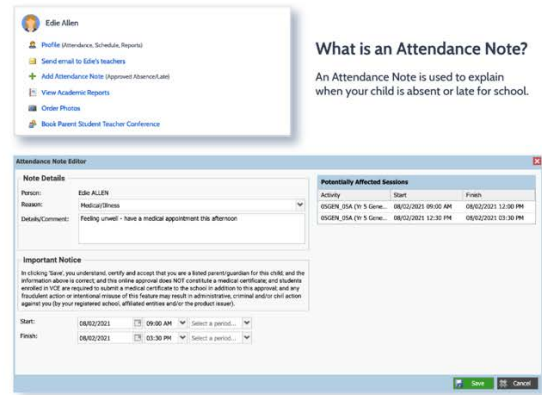 Edie Allen
Profile (Attendance, Schedule, Reports)
Send email to Edie's teachers
Add Attendance Note (Approved Absence/Late)
View Academic Reports
Order Photos
Book Parent Student Teacher Conference
What is an Attendance Note?
An Attendance Note is used to explain
when your child is absent or late for school.
Attendance Note Editor
Note Details
Person: Edie ALLEN
Reason: Medical/Illness
Details/Comment: Feeling unwell - have a medical appointment this afternoon
Potentially Affected Sessions
Activity Start Finish
05GEN_05A (Yr 5 Gene... 08/02/2021 09:00 AM 08/02/2021 12:00 PM
05GEN_05A (Yr 5 Gene... 08/02/2021 12:30 PM 08/02/2021 03:30 PM
Important Notice
In clicking 'Save', you understand, certify and accept that you are a listed parent/guardian for this child; and the
information above is correct; and this online approval does NOT constitute a medical certificate; and students
enrolled in VCE are required to submit a medical certificate to the school in addition to this approval; and any
fraudulent action or intentional misuse of this feature may result in administrative, criminal and/or civil action
against you (by your registered school, affiliated entities and/or the product issuer).
Start: 08/02/2021 09:00 AM Select a period...
Finish: 08/02/2021 03:30 PM Select a period...
Save Cancel